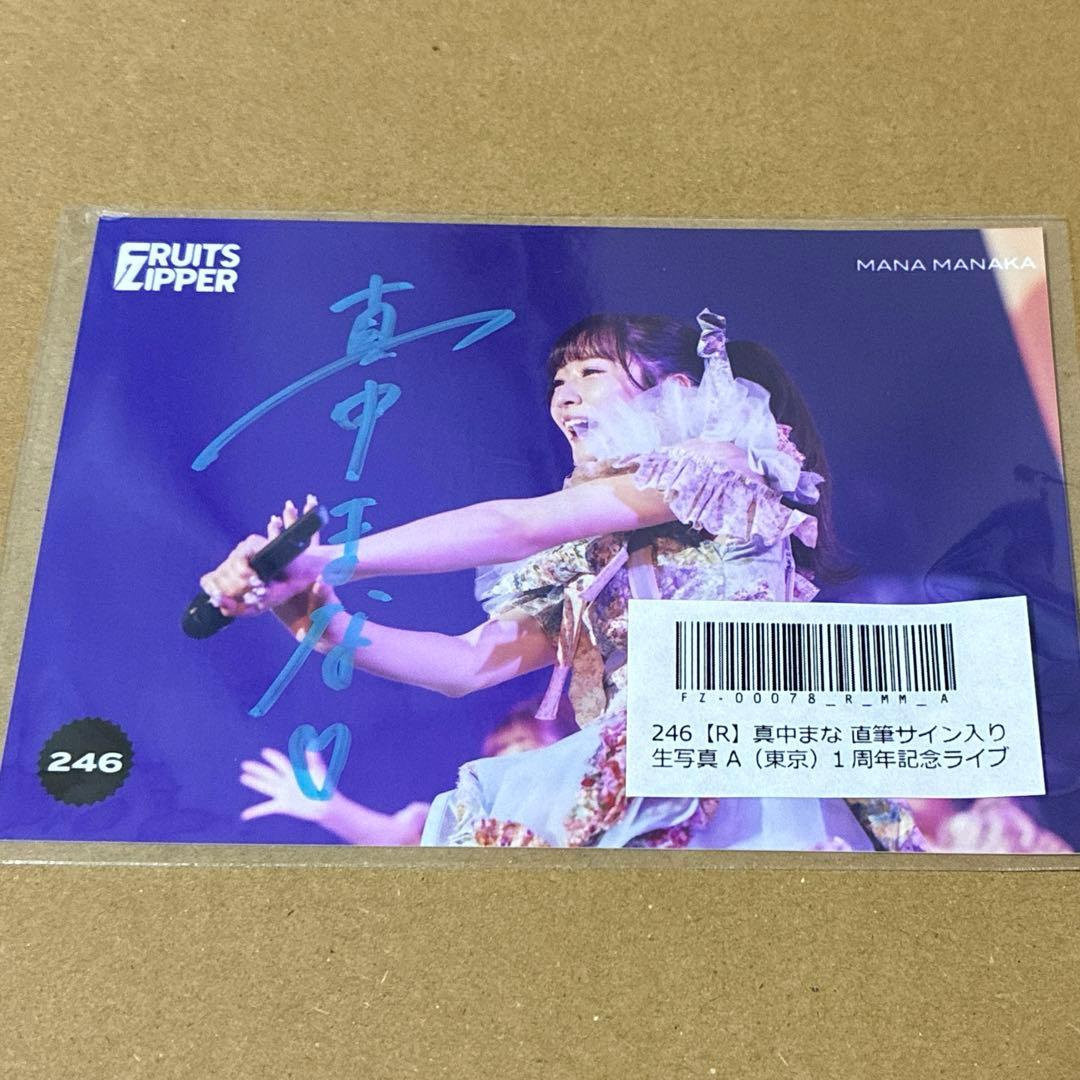 FRUITS
ZIPPER
MANA MANAKA
真中まな♡
246
FZ-00078_R_MM_A
246【R】真中まな 直筆サイン入り
生写真 A（東京）1 周年記念ライブ